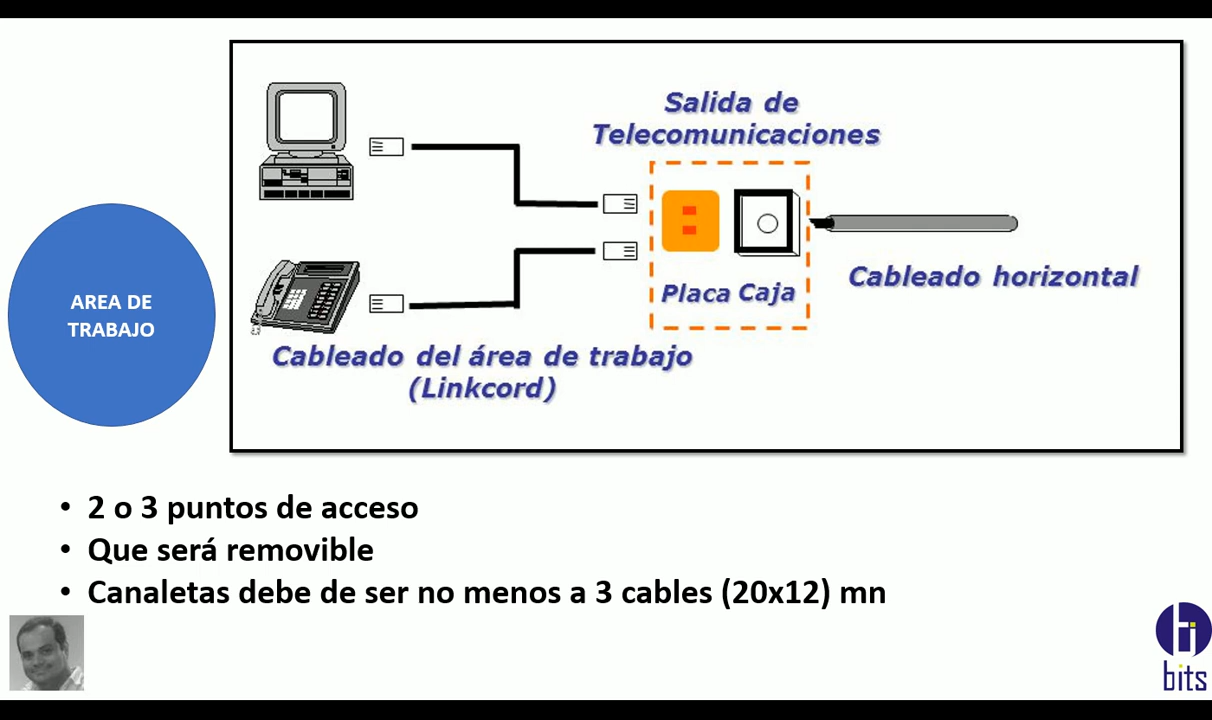 Salida de
Telecomunicaciones
AREA DE
TRABAJO
Placa Caja
Cableado horizontal
Cableado del área de trabajo
(Linkcord)
• 2 o 3 puntos de acceso
• Que será removible
• Canaletas debe de ser no menos a 3 cables (20x12) mn
bits